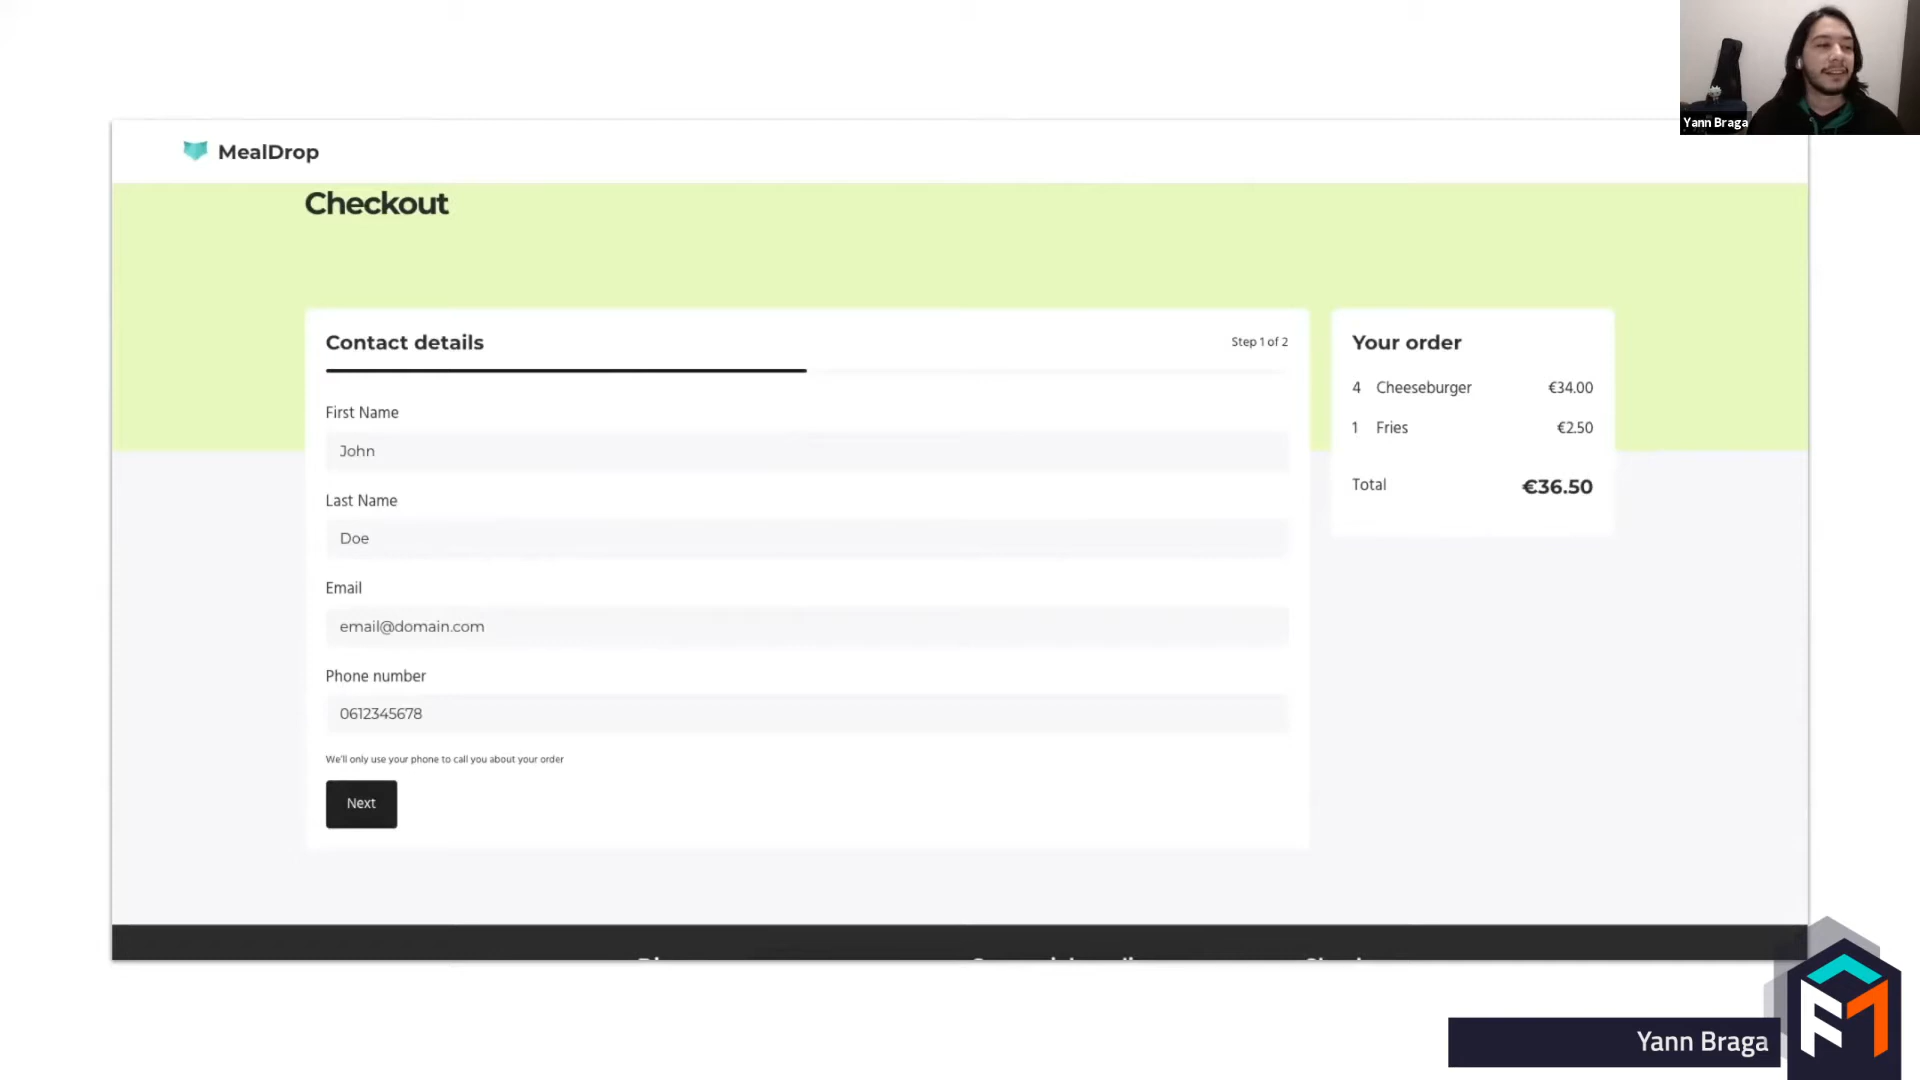 Yann Braga
MealDrop
Checkout
Contact details
Step 1 of 2
First Name
John
Last Name
Doe
Email
email@domain.com
Phone number
0612345678
We'll only use your phone to call you about your order
Next
Your order
4 Cheeseburger €34.00
1 Fries €2.50
Total €36.50
Yann Braga